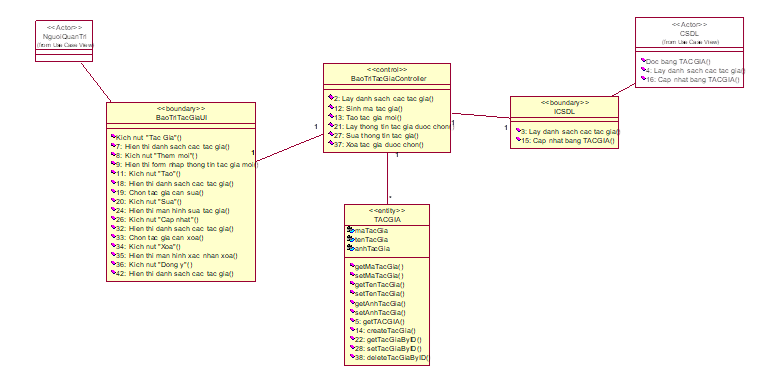 <<Actor>>
NguoiQuanTri
(from Use Case View)
<<Actor>>
CSDL
(from Use Case View)
Doc bang TACGIA()
4: Lay danh sach cac tac gia()
16: Cap nhat bang TACGIA()
<<control>>
BaoTriTacGiaController
2: Lay danh sach cac tac gia()
12: Sinh ma tac gia()
13: Tao tac gia moi()
21: Lay thong tin tac gia duoc chon()
27: Sua thong tin tac gia()
37: Xoa tac gia duoc chon()
<<boundary>>
BaoTriTacGiaUI
Kich nut "Tac Gia"()
7: Hien thi danh sach cac tac gia()
8: Kich nut "Them moi"()
9: Hien thi form nhap thong tin tac gia moi()
11: Kich nut "Tao"()
18: Hien thi danh sach cac tac gia()
19: Chon tac gia can sua()
20: Kich nut "Sua"()
24: Hien thi man hinh sua tac gia()
26: Kich nut "Cap nhat"()
32: Hien thi danh sach cac tac gia()
33: Chon tac gia can xoa()
34: Kich nut "Xoa"()
35: Hien thi man hinh xac nhan xoa()
36: Kich nut "Dong y"()
42: Hien thi danh sach cac tac gia()
<<boundary>>
ICSDL
3: Lay danh sach cac tac gia()
15: Cap nhat bang TACGIA()
1
1
1
1
1
*
<<entity>>
TACGIA
maTacGia
tenTacGia
anhTacGia
getMaTacGia()
setMaTacGia()
getTenTacGia()
setTenTacGia()
getAnhTacGia()
setAnhTacGia()
5: getTACGIA()
14: createTacGia()
22: getTacGiaByID()
28: setTacGiaByID()
38: deleteTacGiaByID()